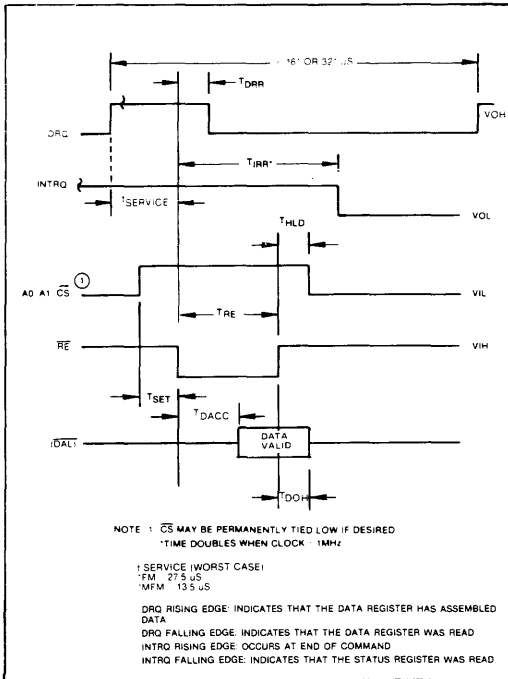 16* OR 32* uS
TDRR
DRQ
VOH
TIRR*
INTRQ
tSERVICE
VOL
THLD
1
A0 A1 CS
VIL
TRE
RE
VIH
TSET
TDACC
(DAL)
DATA
VALID
TDOH
NOTE 1 CS MAY BE PERMANENTLY TIED LOW IF DESIRED
*TIME DOUBLES WHEN CLOCK 1MHz
t SERVICE (WORST CASE)
*FM 27.5 uS
*MFM 13.5 uS
DRQ RISING EDGE: INDICATES THAT THE DATA REGISTER HAS ASSEMBLED
DATA
DRQ FALLING EDGE: INDICATES THAT THE DATA REGISTER WAS READ
INTRQ RISING EDGE: OCCURS AT END OF COMMAND
INTRQ FALLING EDGE: INDICATES THAT THE STATUS REGISTER WAS READ